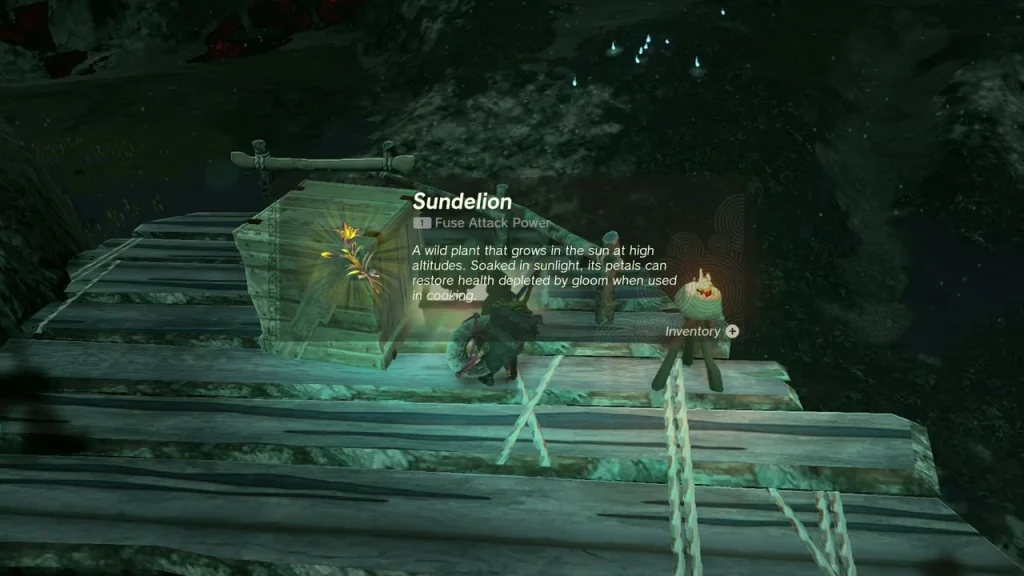 Sundelion
1 Fuse Attack Power
A wild plant that grows in the sun at high
altitudes. Soaked in sunlight, its petals can
restore health depleted by gloom when used
in cooking.
Inventory +